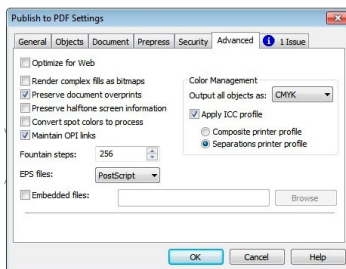 Publish to PDF Settings
General Objects Document Prepress Security Advanced 1 Issue
Optimize for Web
Render complex fills as bitmaps
Preserve document overprints
Preserve halftone screen information
Convert spot colors to process
Maintain OPI links
Fountain steps: 256
EPS files: PostScript
Embedded files: Browse
Color Management
Output all objects as: CMYK
Apply ICC profile
Composite printer profile
Separations printer profile
OK Cancel Help